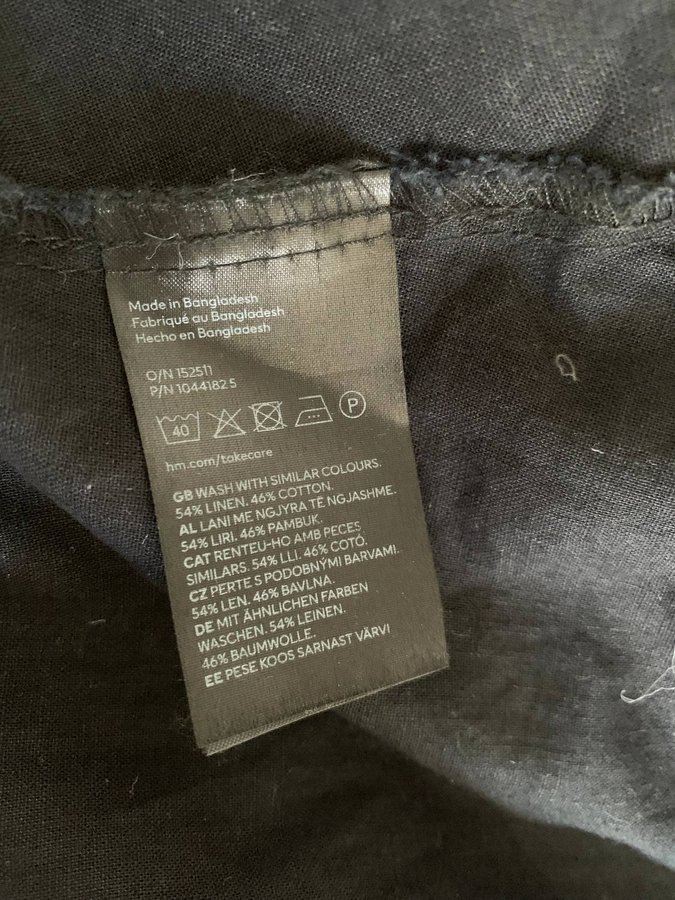 Made in Bangladesh
Fabriqué au Bangladesh
Hecho en Bangladesh
O/N 152511
P/N 1044182 5
40 P
hm.com/takecare
GB WASH WITH SIMILAR COLOURS.
54% LINEN. 46% COTTON.
AL LANI ME NGJYRA TË NGJASHME.
54% LIRI. 46% PAMBUK.
CAT RENTEU-HO AMB PECES
SIMILARS. 54% LLI. 46% COTÓ.
CZ PERTE S PODOBNÝMI BARVAMI.
54% LEN. 46% BAVLNA.
DE MIT ÄHNLICHEN FARBEN
WASCHEN. 54% LEINEN.
46% BAUMWOLLE.
EE PESE KOOS SARNAST VÄRVI